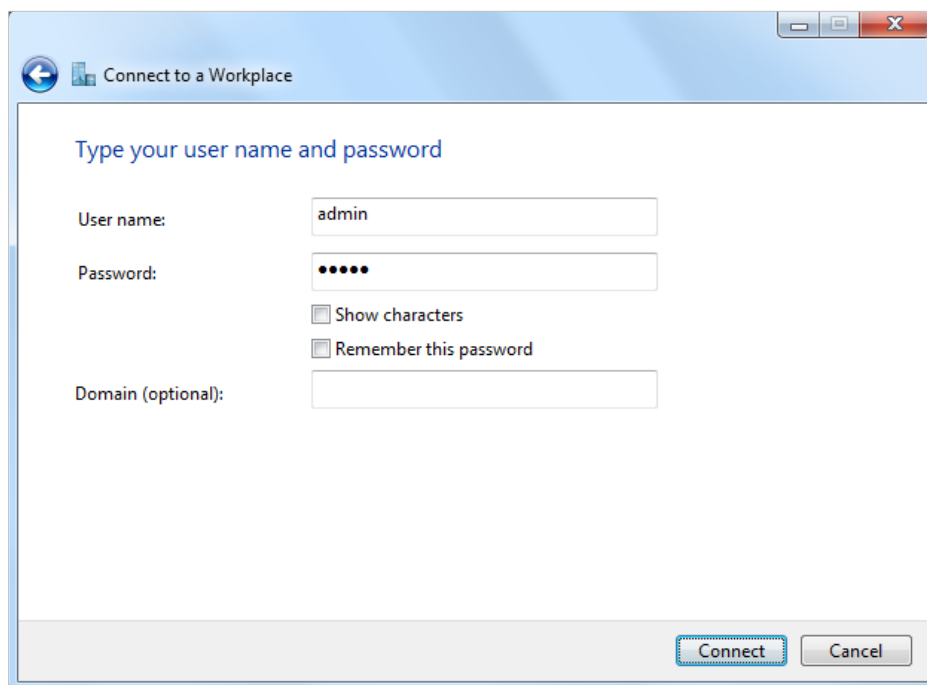 Connect to a Workplace
Type your user name and password
User name: admin
Password: •••••
Show characters
Remember this password
Domain (optional):
Connect Cancel